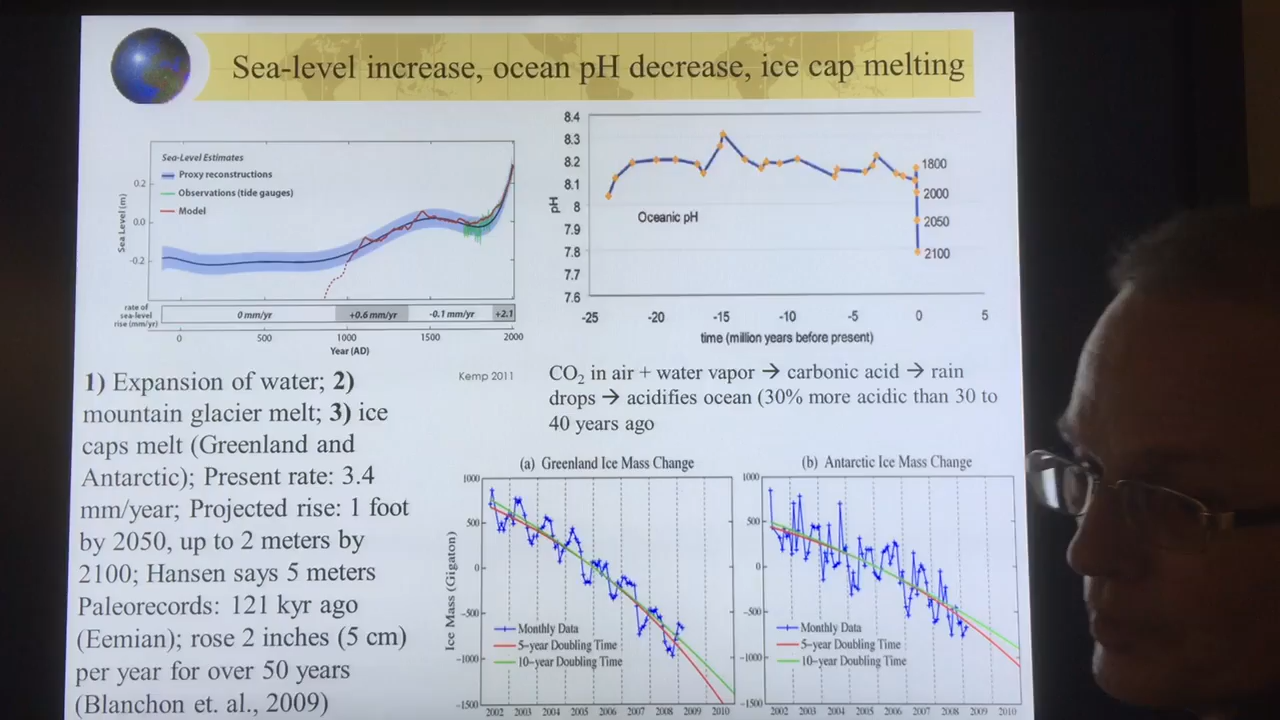 Sea-level increase, ocean pH decrease, ice cap melting
Sea-Level Estimates
Proxy reconstructions
Observations (tide gauges)
Model
Sea Level (m)
0.2
0.0
-0.2
rate of
sea-level
rise (mm/yr)
0 mm/yr
+0.6 mm/yr
-0.1 mm/yr
+2.1
0
500
1000
1500
2000
Year (AD)
Kemp 2011
8.4
8.3
8.2
8.1
8
7.9
7.8
7.7
7.6
pH
Oceanic pH
1800
2000
2050
2100
-25
-20
-15
-10
-5
0
5
time (million years before present)
1) Expansion of water; 2)
mountain glacier melt; 3) ice
caps melt (Greenland and
Antarctic); Present rate: 3.4
mm/year; Projected rise: 1 foot
by 2050, up to 2 meters by
2100; Hansen says 5 meters
Paleorecords: 121 kyr ago
(Eemian); rose 2 inches (5 cm)
per year for over 50 years
(Blanchon et. al., 2009)
CO₂ in air + water vapor → carbonic acid → rain
drops → acidifies ocean (30% more acidic than 30 to
40 years ago
(a) Greenland Ice Mass Change
1000
500
0
-500
-1000
-1500
Ice Mass (Gigaton)
Monthly Data
5-year Doubling Time
10-year Doubling Time
2002 2003 2004 2005 2006 2007 2008 2009 2010
(b) Antarctic Ice Mass Change
1000
500
0
-500
-1000
-1500
Monthly Data
5-year Doubling Time
10-year Doubling Time
2002 2003 2004 2005 2006 2007 2008 2009 2010